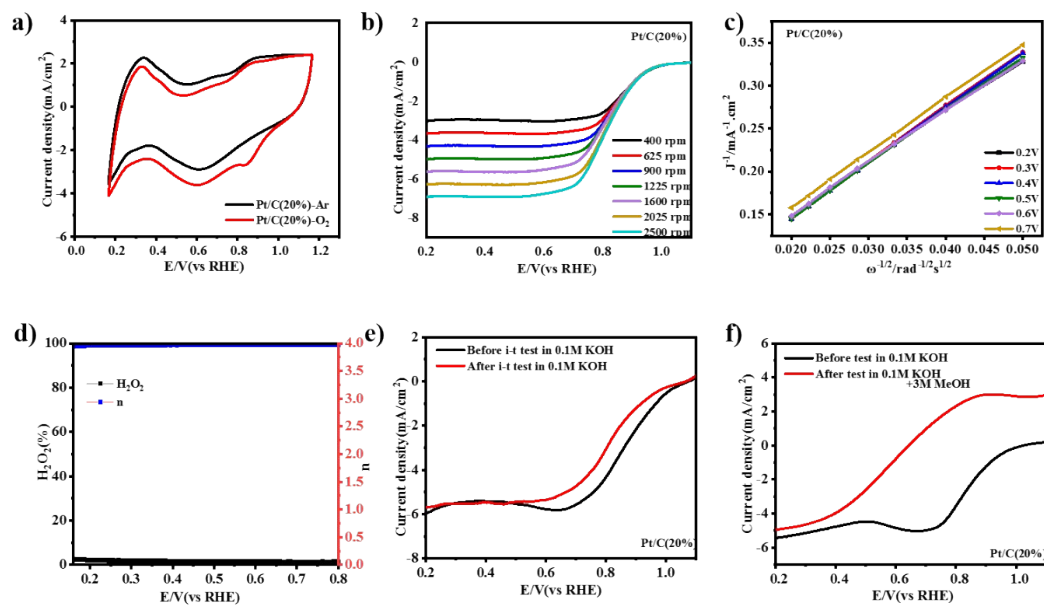 a)
4
2
0
-2
-4
-6
Current density(mA/cm²)
Pt/C(20%)-Ar
Pt/C(20%)-O₂
0.2 0.4 0.6 0.8 1.0 1.2
E/V(vs RHE)
b)
0
-2
-4
-6
-8
Current density(mA/cm²)
Pt/C(20%)
400 rpm
625 rpm
900 rpm
1225 rpm
1600 rpm
2025 rpm
2500 rpm
0.2 0.4 0.6 0.8 1.0
E/V(vs RHE)
c)
0.35
0.30
0.25
0.20
0.15
J⁻¹/mA⁻¹.cm²
Pt/C(20%)
0.2V
0.3V
0.4V
0.5V
0.6V
0.7V
0.020 0.025 0.030 0.035 0.040 0.045 0.050
ω⁻¹/²/rad⁻¹/²s¹/²
d)
100
80
60
40
20
0
H₂O₂(%)
H₂O₂
n
4.0
3.5
3.0
2.5
2.0
1.5
1.0
0.5
0.0
n
0.2 0.3 0.4 0.5 0.6 0.7 0.8
E/V(vs RHE)
e)
2
0
-2
-4
-6
-8
Current density(mA/cm²)
Before i-t test in 0.1M KOH
After i-t test in 0.1M KOH
Pt/C(20%)
0.2 0.4 0.6 0.8 1.0
E/V(vs RHE)
f)
6
3
0
-3
-6
Current density(mA/cm²)
Before test in 0.1M KOH
After test in 0.1M KOH
+3M MeOH
Pt/C(20%)
0.2 0.4 0.6 0.8 1.0
E/V(vs RHE)